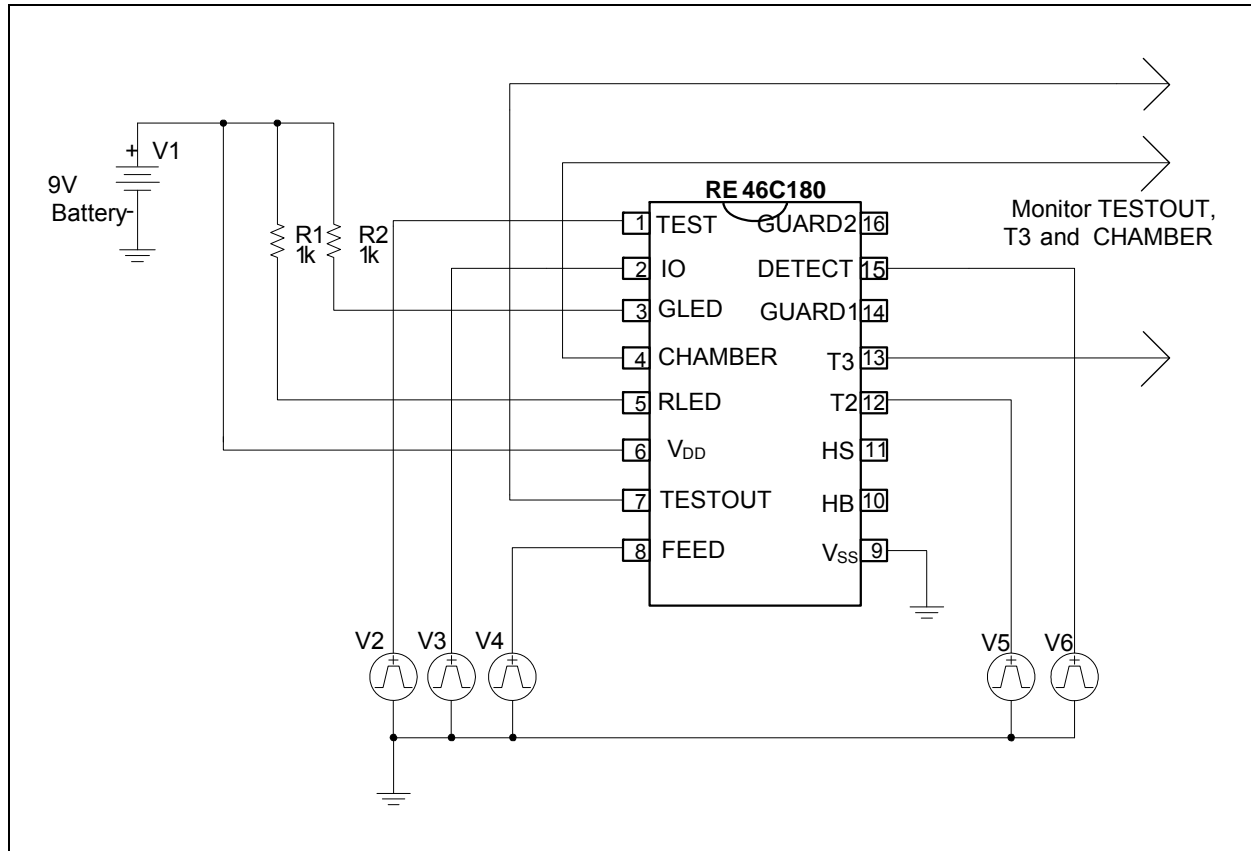 + V1
9V
Battery-
R1
1k
R2
1k
RE46C180
1 TEST
2 IO
3 GLED
4 CHAMBER
5 RLED
6 VDD
7 TESTOUT
8 FEED
GUARD2 16
DETECT 15
GUARD1 14
T3 13
T2 12
HS 11
HB 10
VSS 9
Monitor TESTOUT,
T3 and CHAMBER
V2
+
V3
+
V4
+
V5
+
V6
+